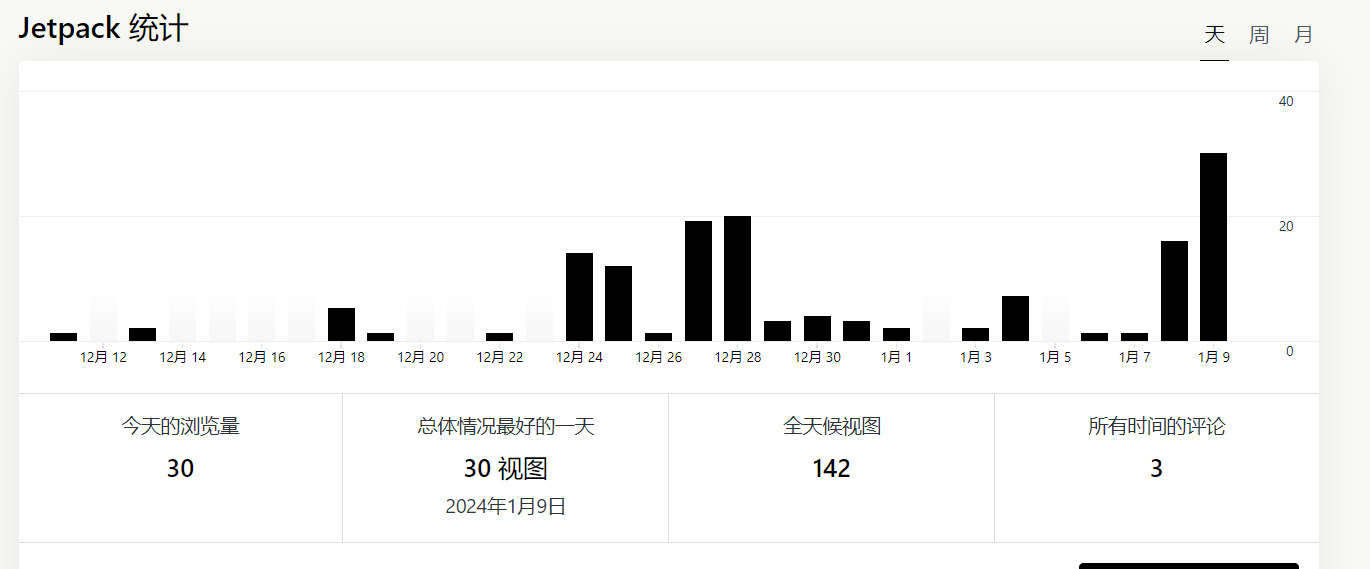 Jetpack 统计
天 周 月
40
20
0
12月 12 12月 14 12月 16 12月 18 12月 20 12月 22 12月 24 12月 26 12月 28 12月 30 1月 1 1月 3 1月 5 1月 7 1月 9
今天的浏览量 总体情况最好的一天 全天候视图 所有时间的评论
30 30 视图 142 3
2024年1月9日